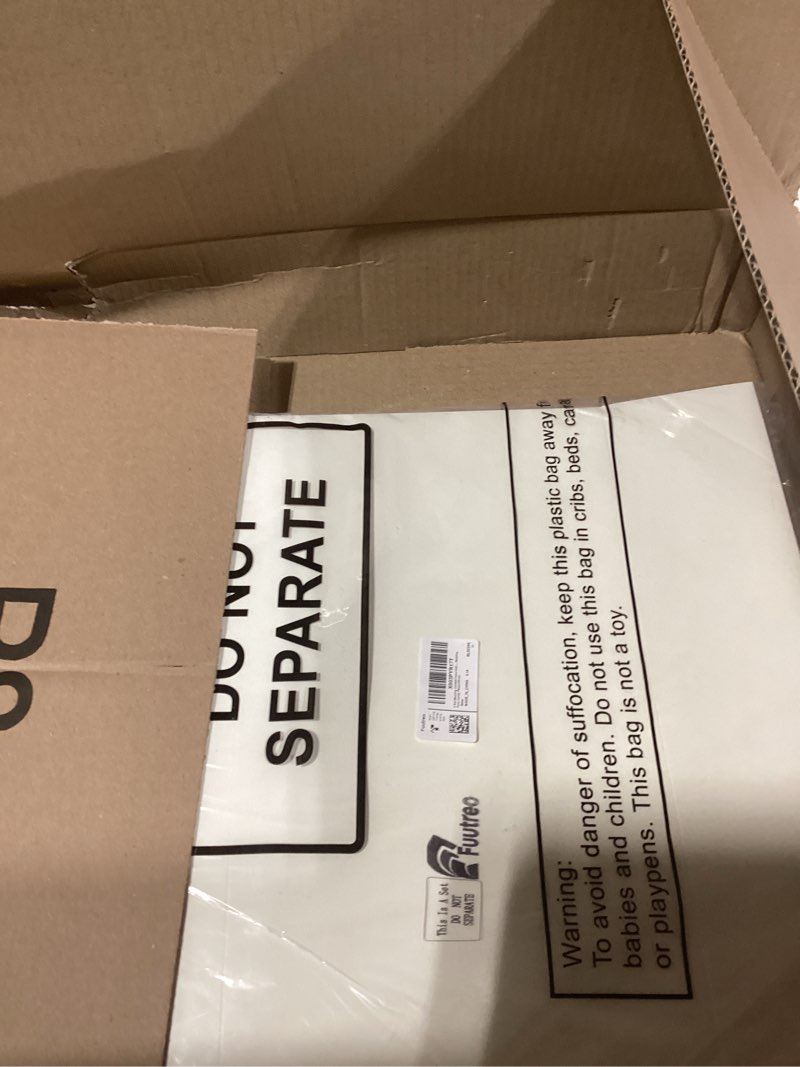 DO NOT
SEPARATE
Fuutreo
This Is A Set
DO NOT
SEPARATE
Warning:
To avoid danger of suffocation, keep this plastic bag away
babies and children. Do not use this bag in cribs, beds,
or playpens. This bag is not a toy.
DO